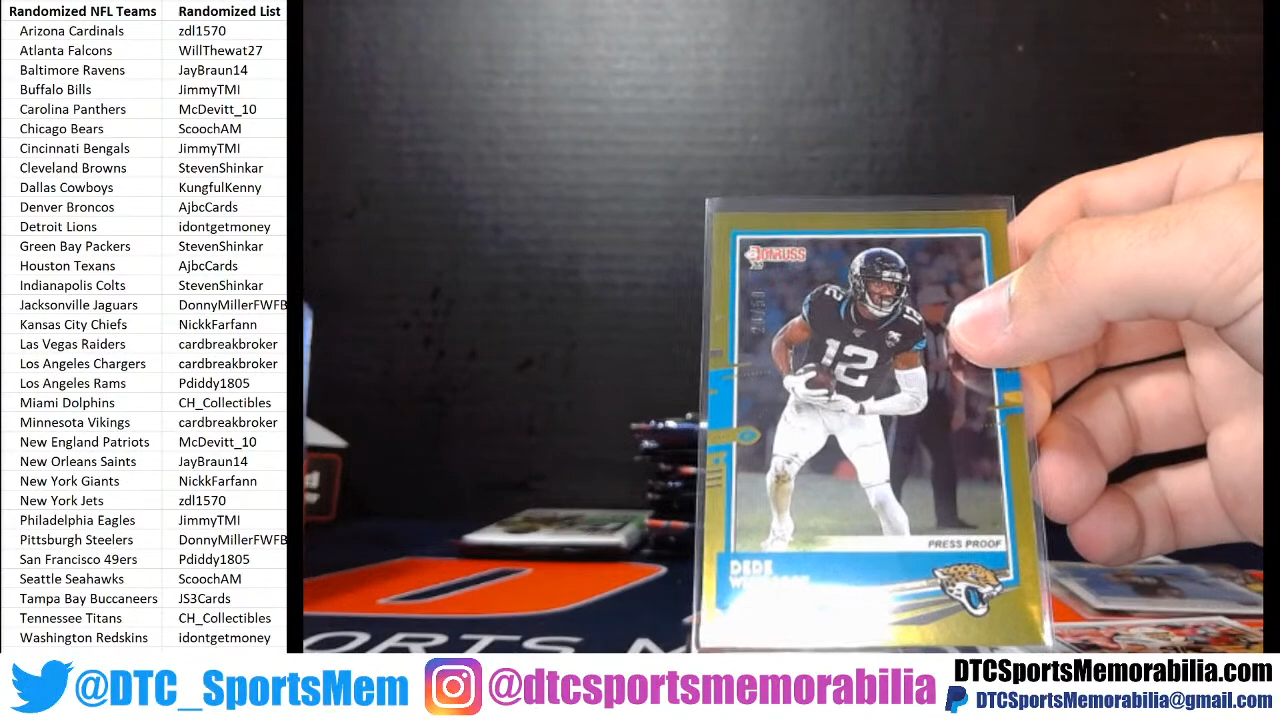 Randomized NFL Teams Randomized List
Arizona Cardinals zdl1570
Atlanta Falcons WillThewat27
Baltimore Ravens JayBraun14
Buffalo Bills JimmyTMI
Carolina Panthers McDevitt_10
Chicago Bears ScoochAM
Cincinnati Bengals JimmyTMI
Cleveland Browns StevenShinkar
Dallas Cowboys KungfulKenny
Denver Broncos AjbcCards
Detroit Lions idontgetmoney
Green Bay Packers StevenShinkar
Houston Texans AjbcCards
Indianapolis Colts StevenShinkar
Jacksonville Jaguars DonnyMillerFWFB
Kansas City Chiefs NickkFarfann
Las Vegas Raiders cardbreakbroker
Los Angeles Chargers cardbreakbroker
Los Angeles Rams Pdiddy1805
Miami Dolphins CH_Collectibles
Minnesota Vikings cardbreakbroker
New England Patriots McDevitt_10
New Orleans Saints JayBraun14
New York Giants NickkFarfann
New York Jets zdl1570
Philadelphia Eagles JimmyTMI
Pittsburgh Steelers DonnyMillerFWFB
San Francisco 49ers Pdiddy1805
Seattle Seahawks ScoochAM
Tampa Bay Buccaneers JS3Cards
Tennessee Titans CH_Collectibles
Washington Redskins idontgetmoney
DONRUSS
12
12
PRESS PROOF
DEDE
@DTC_SportsMem
@dtcsportsmemorabilia
DTCSportsMemorabilia.com
DTCSportsMemorabilia@gmail.com